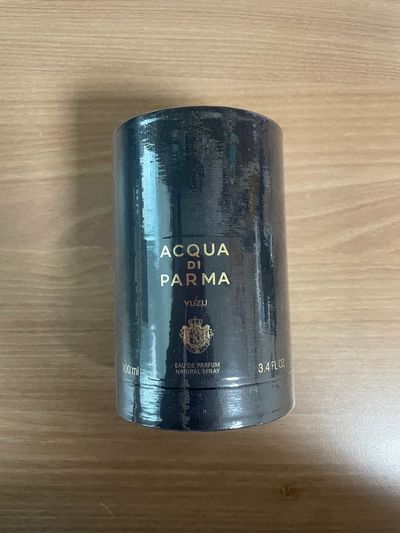 ACQUA
DI
PARMA
YUZU
EAU DE PARFUM
NATURAL SPRAY
100 ml
3.4 FL OZ